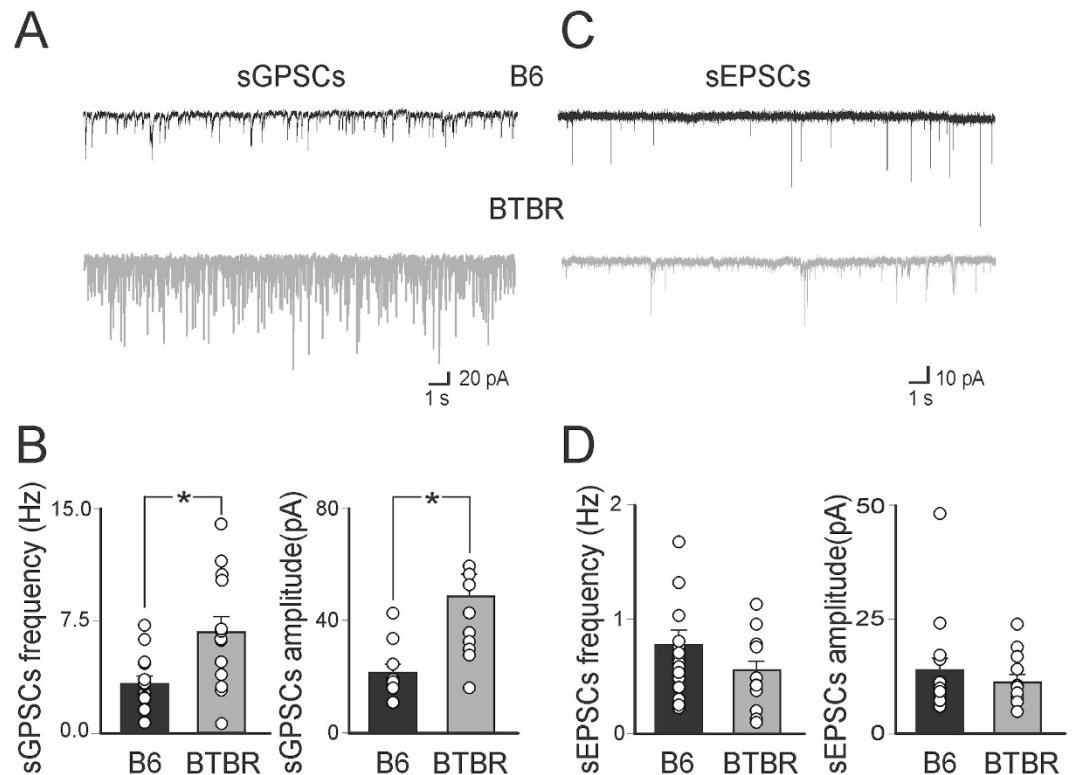 A
C
sGPSCs
B6
sEPSCs
BTBR
20 pA
1 s
10 pA
1 s
B
D
sGPSCs frequency (Hz)
15.0
7.5
0.0
*
B6
BTBR
sGPSCs amplitude(pA)
80
40
0
*
B6
BTBR
sEPSCs frequency (Hz)
2
1
0
B6
BTBR
sEPSCs amplitude(pA)
50
25
0
B6
BTBR